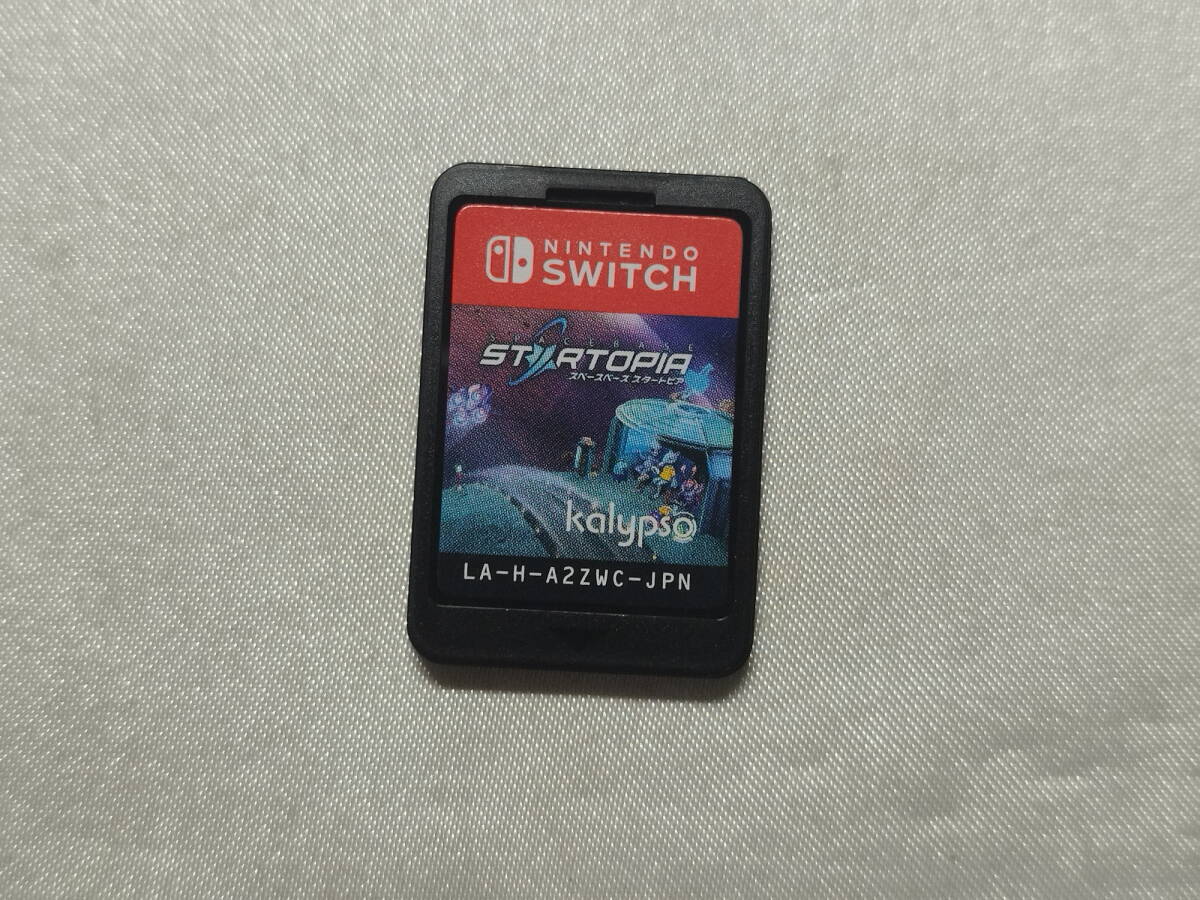 NINTENDO
SWITCH
SPACEBASE
STARTOPIA
スペースベース スタートピア
kalypso
LA-H-A2ZWC-JPN